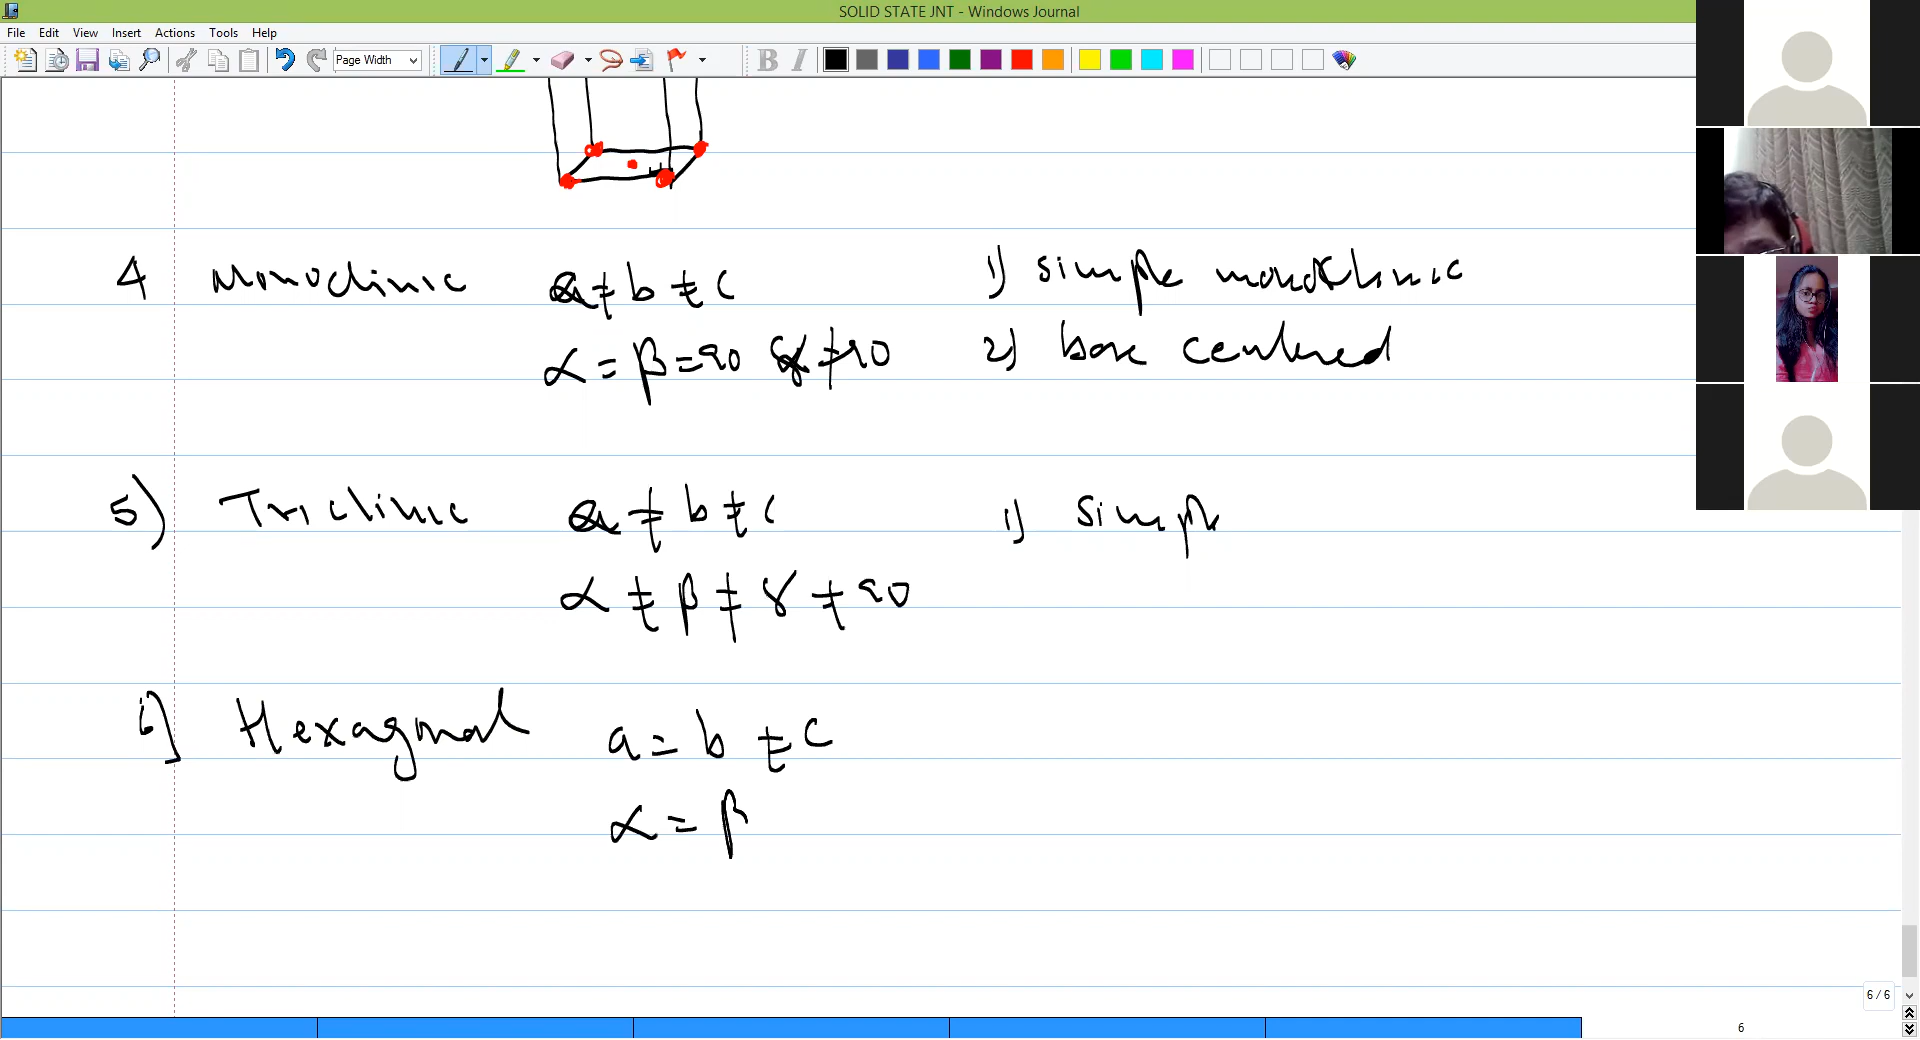 SOLID STATE JNT - Windows Journal
File Edit View Insert Actions Tools Help
Page Width
B I
4 Monoclinic a ≠ b ≠ c 1) simple monoclinic
α = β = 90 γ ≠ 90 2) base centered
5) Triclinic a ≠ b ≠ c 1) simple
α ≠ β ≠ γ ≠ 90
6] Hexagonal a = b ≠ c
α = β
6 / 6
6